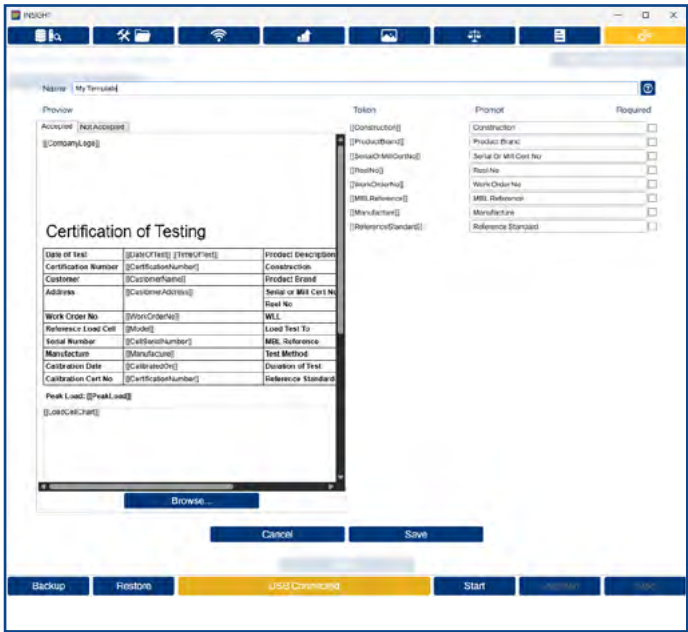 INSIGHT
Name My Template
Preview Token Prompt Required
Accepted Not Accepted
[[CompanyLogo]]
[[Construction]] Construction
[[ProductBrand]] Product Brand
[[SerialOrMillCertNo]] Serial Or Mill Cert No
[[ReelNo]] Reel No
[[WorkOrderNo]] Work Order No
[[MBLReference]] MBL Reference
[[Manufacture]] Manufacture
[[ReferenceStandard]] Reference Standard
Certification of Testing
Date of Test [[DateOfTest]] [[TimeOfTest]] Product Description
Certification Number [[CertificationNumber]] Construction
Customer [[CustomerName]] Product Brand
Address [[CustomerAddress]] Serial or Mill Cert No
Reel No
Work Order No [[WorkOrderNo]] WLL
Reference Load Cell [[Model]] Load Test To
Serial Number [[CellSerialNumber]] MBL Reference
Manufacture [[Manufacture]] Test Method
Calibration Date [[CalibratedOn]] Duration of Test
Calibration Cert No [[CertificationNumber]] Reference Standard
Peak Load: [[PeakLoad]]
[[LoadCellChart]]
Browse...
Cancel Save
Backup Restore USB Connected Start